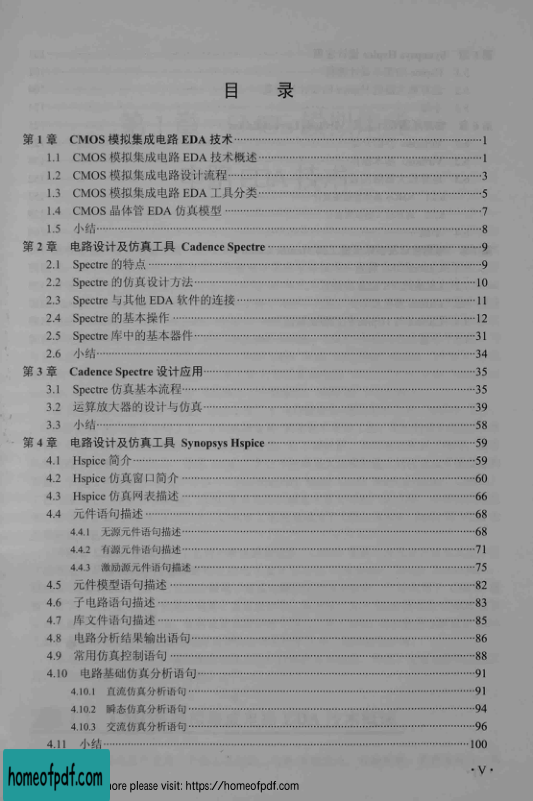 目 录
第 1 章 CMOS 模拟集成电路 EDA 技术……1
1.1 CMOS 模拟集成电路 EDA 技术概述……1
1.2 CMOS 模拟集成电路设计流程……3
1.3 CMOS 模拟集成电路 EDA 工具分类……5
1.4 CMOS 晶体管 EDA 仿真模型……7
1.5 小结……8
第 2 章 电路设计及仿真工具 Cadence Spectre……9
2.1 Spectre 的特点……9
2.2 Spectre 的仿真设计方法……10
2.3 Spectre 与其他 EDA 软件的连接……11
2.4 Spectre 的基本操作……12
2.5 Spectre 库中的基本器件……31
2.6 小结……34
第 3 章 Cadence Spectre 设计应用……35
3.1 Spectre 仿真基本流程……35
3.2 运算放大器的设计与仿真……39
3.3 小结……58
第 4 章 电路设计及仿真工具 Synopsys Hspice……59
4.1 Hspice 简介……59
4.2 Hspice 仿真窗口简介……60
4.3 Hspice 仿真网表描述……66
4.4 元件语句描述……68
4.4.1 无源元件语句描述……68
4.4.2 有源元件语句描述……71
4.4.3 激励源元件语句描述……75
4.5 元件模型语句描述……82
4.6 子电路语句描述……83
4.7 库文件语句描述……85
4.8 电路分析结果输出语句……86
4.9 常用仿真控制语句……88
4.10 电路基础仿真分析语句……91
4.10.1 直流仿真分析语句……91
4.10.2 瞬态仿真分析语句……94
4.10.3 交流仿真分析语句……96
4.11 小结……100
· V ·
homeofpdf.com
ore please visit: https://homeofpdf.com